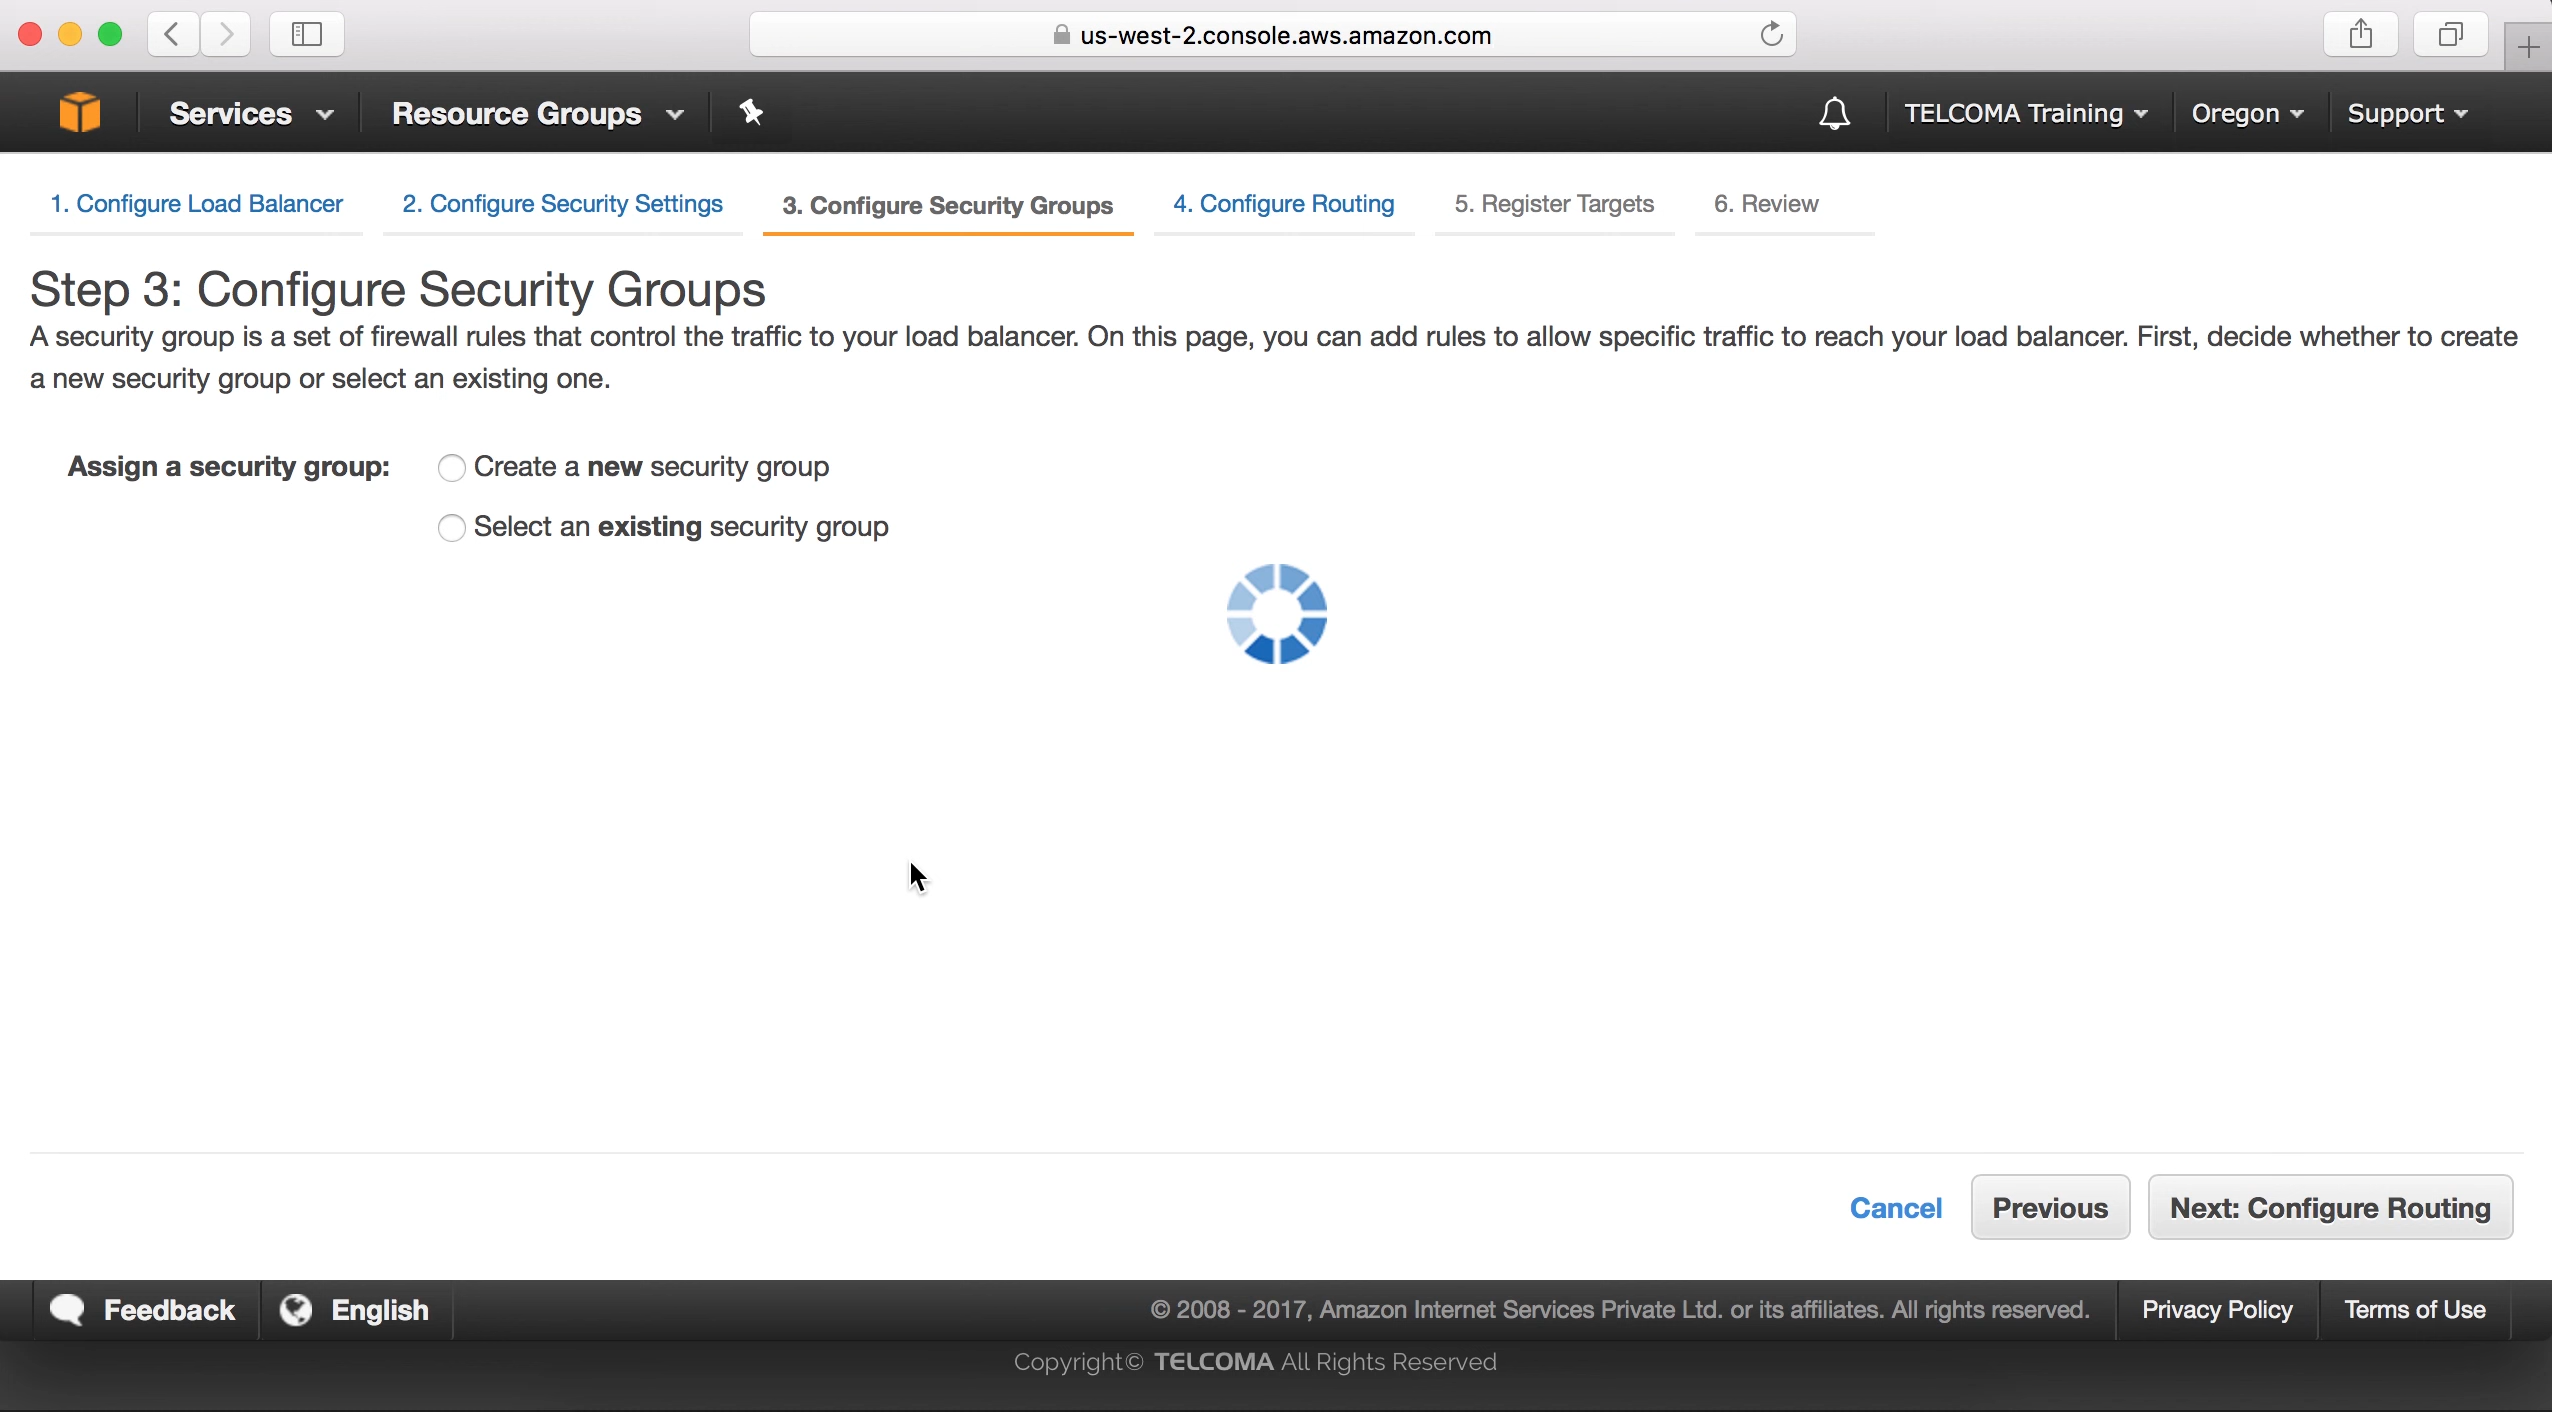 us-west-2.console.aws.amazon.com
Services Resource Groups TELCOMA Training Oregon Support
1. Configure Load Balancer 2. Configure Security Settings 3. Configure Security Groups 4. Configure Routing 5. Register Targets 6. Review
Step 3: Configure Security Groups
A security group is a set of firewall rules that control the traffic to your load balancer. On this page, you can add rules to allow specific traffic to reach your load balancer. First, decide whether to create
a new security group or select an existing one.
Assign a security group: Create a new security group
Select an existing security group
Cancel Previous Next: Configure Routing
Feedback English © 2008 - 2017, Amazon Internet Services Private Ltd. or its affiliates. All rights reserved. Privacy Policy Terms of Use
Copyright© TELCOMA All Rights Reserved